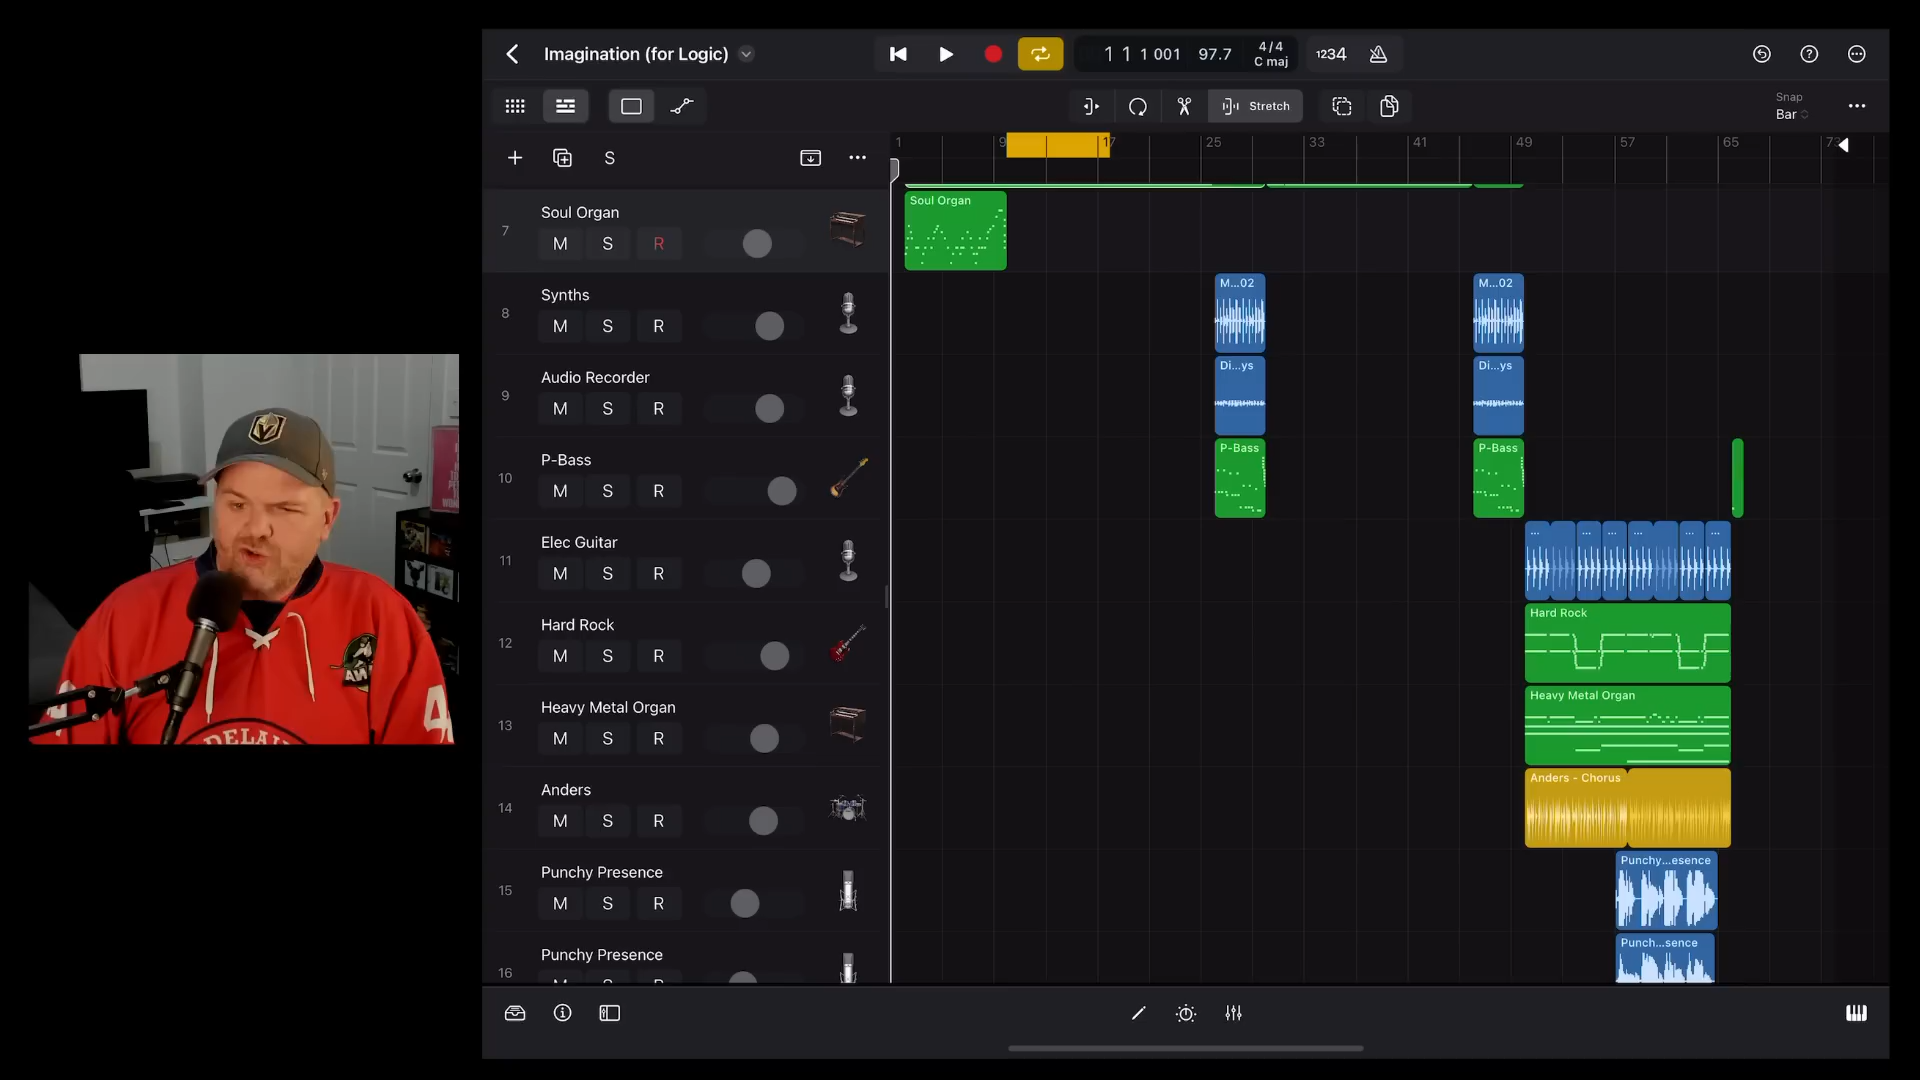 Imagination (for Logic)
1 1 1 001
97.7
4/4
C maj
1234
Stretch
Snap
Bar
S
1
9
17
25
33
41
49
57
65
73
7
Soul Organ
M S R
Soul Organ
8
Synths
M S R
M...02
M...02
9
Audio Recorder
M S R
Di...ys
Di...ys
10
P-Bass
M S R
P-Bass
P-Bass
11
Elec Guitar
M S R
... ... ... ... ... ...
12
Hard Rock
M S R
Hard Rock
13
Heavy Metal Organ
M S R
Heavy Metal Organ
14
Anders
M S R
Anders - Chorus
15
Punchy Presence
M S R
Punchy...esence
16
Punchy Presence
Punch...sence